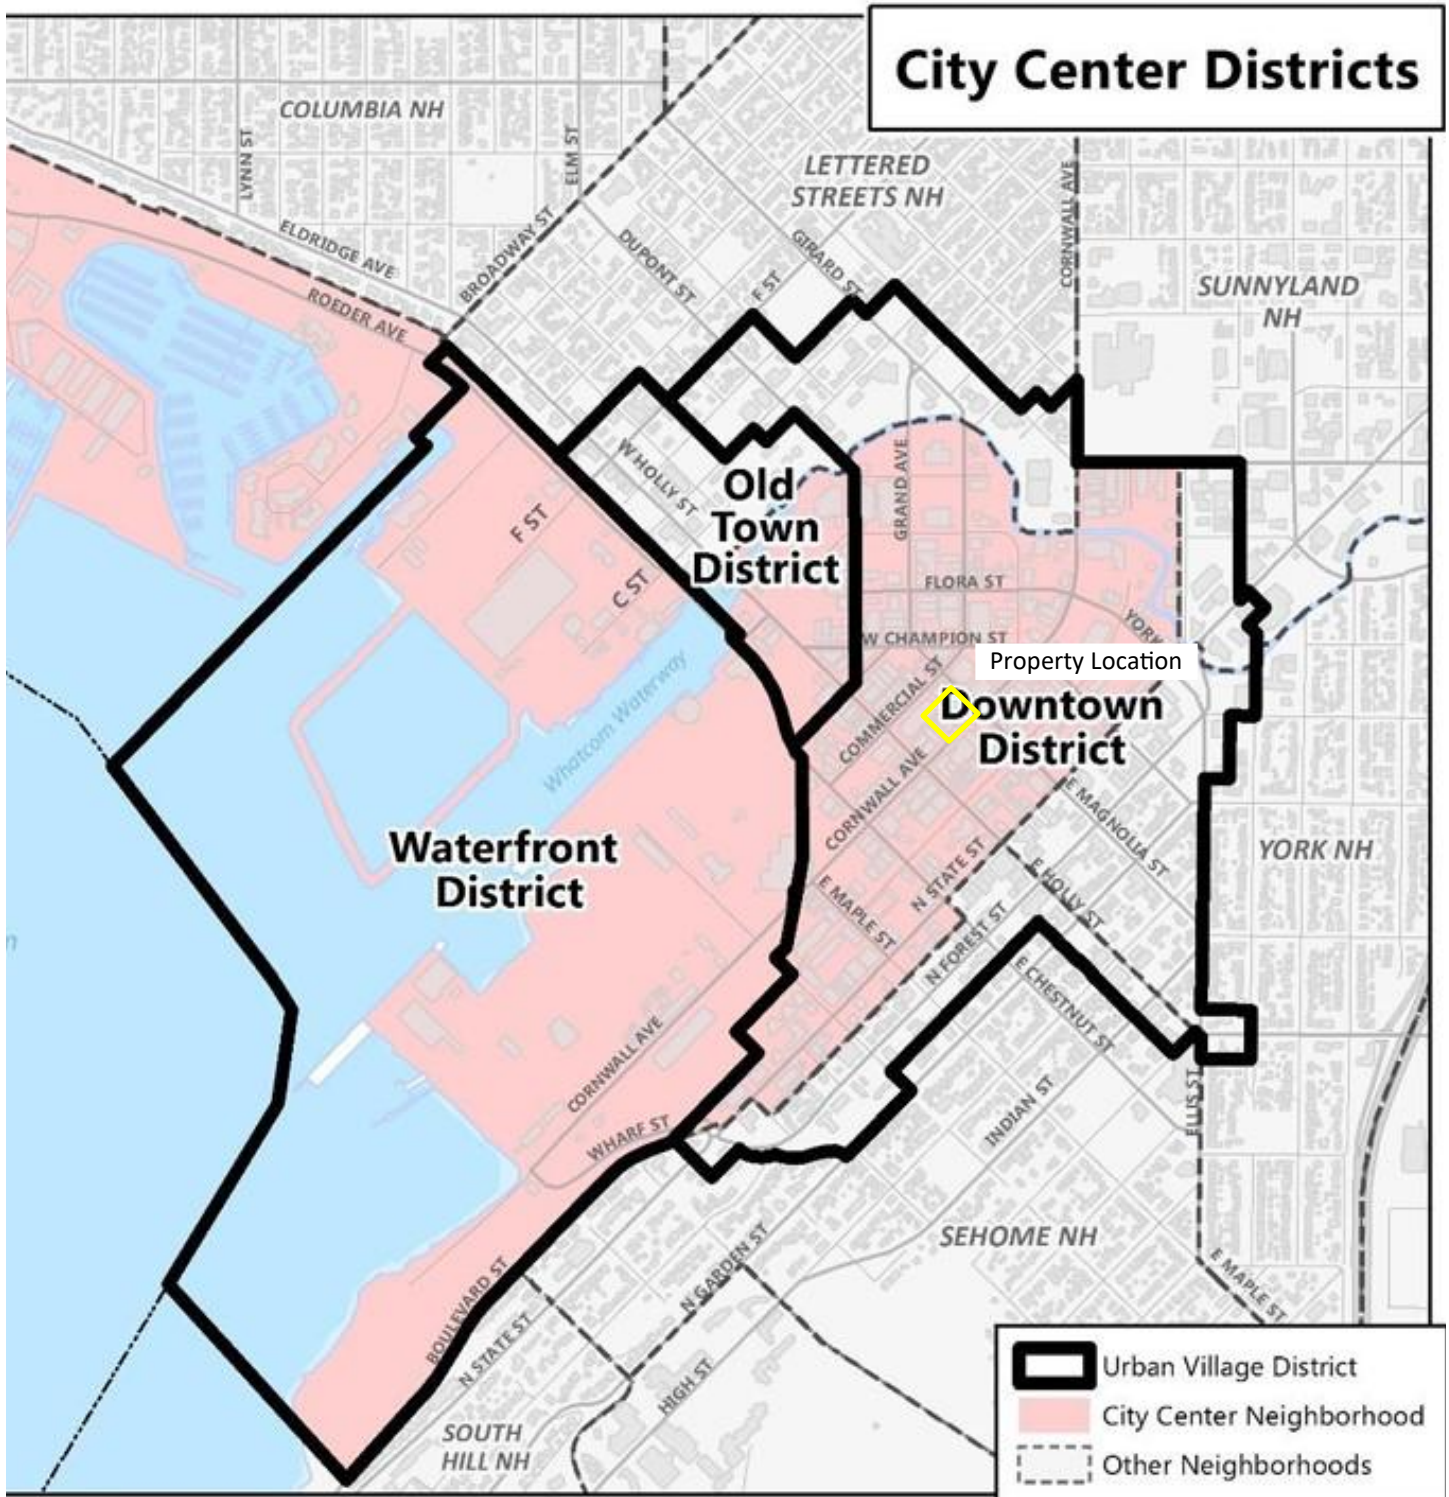 City Center Districts
COLUMBIA NH
LYNN ST
ELM ST
LETTERED
STREETS NH
CORNWALL AVE
ELDRIDGE AVE
BROADWAY ST
DUPONT ST
F ST
GIRARD ST
SUNNYLAND
NH
ROEDER AVE
W HOLLY ST
Old
Town
District
GRAND AVE
F ST
C ST
FLORA ST
W CHAMPION ST
YORK
Property Location
COMMERCIAL ST
Downtown
District
Whatcom Waterway
CORNWALL AVE
E MAGNOLIA ST
Waterfront
District
YORK NH
E MAPLE ST
N STATE ST
E HOLLY ST
N FOREST ST
E CHESTNUT ST
n
CORNWALL AVE
WHARF ST
INDIAN ST
ELLIS ST
SEHOME NH
BOULEVARD ST
N STATE ST
N GARDEN ST
HIGH ST
E MAPLE ST
SOUTH
HILL NH
Urban Village District
City Center Neighborhood
Other Neighborhoods